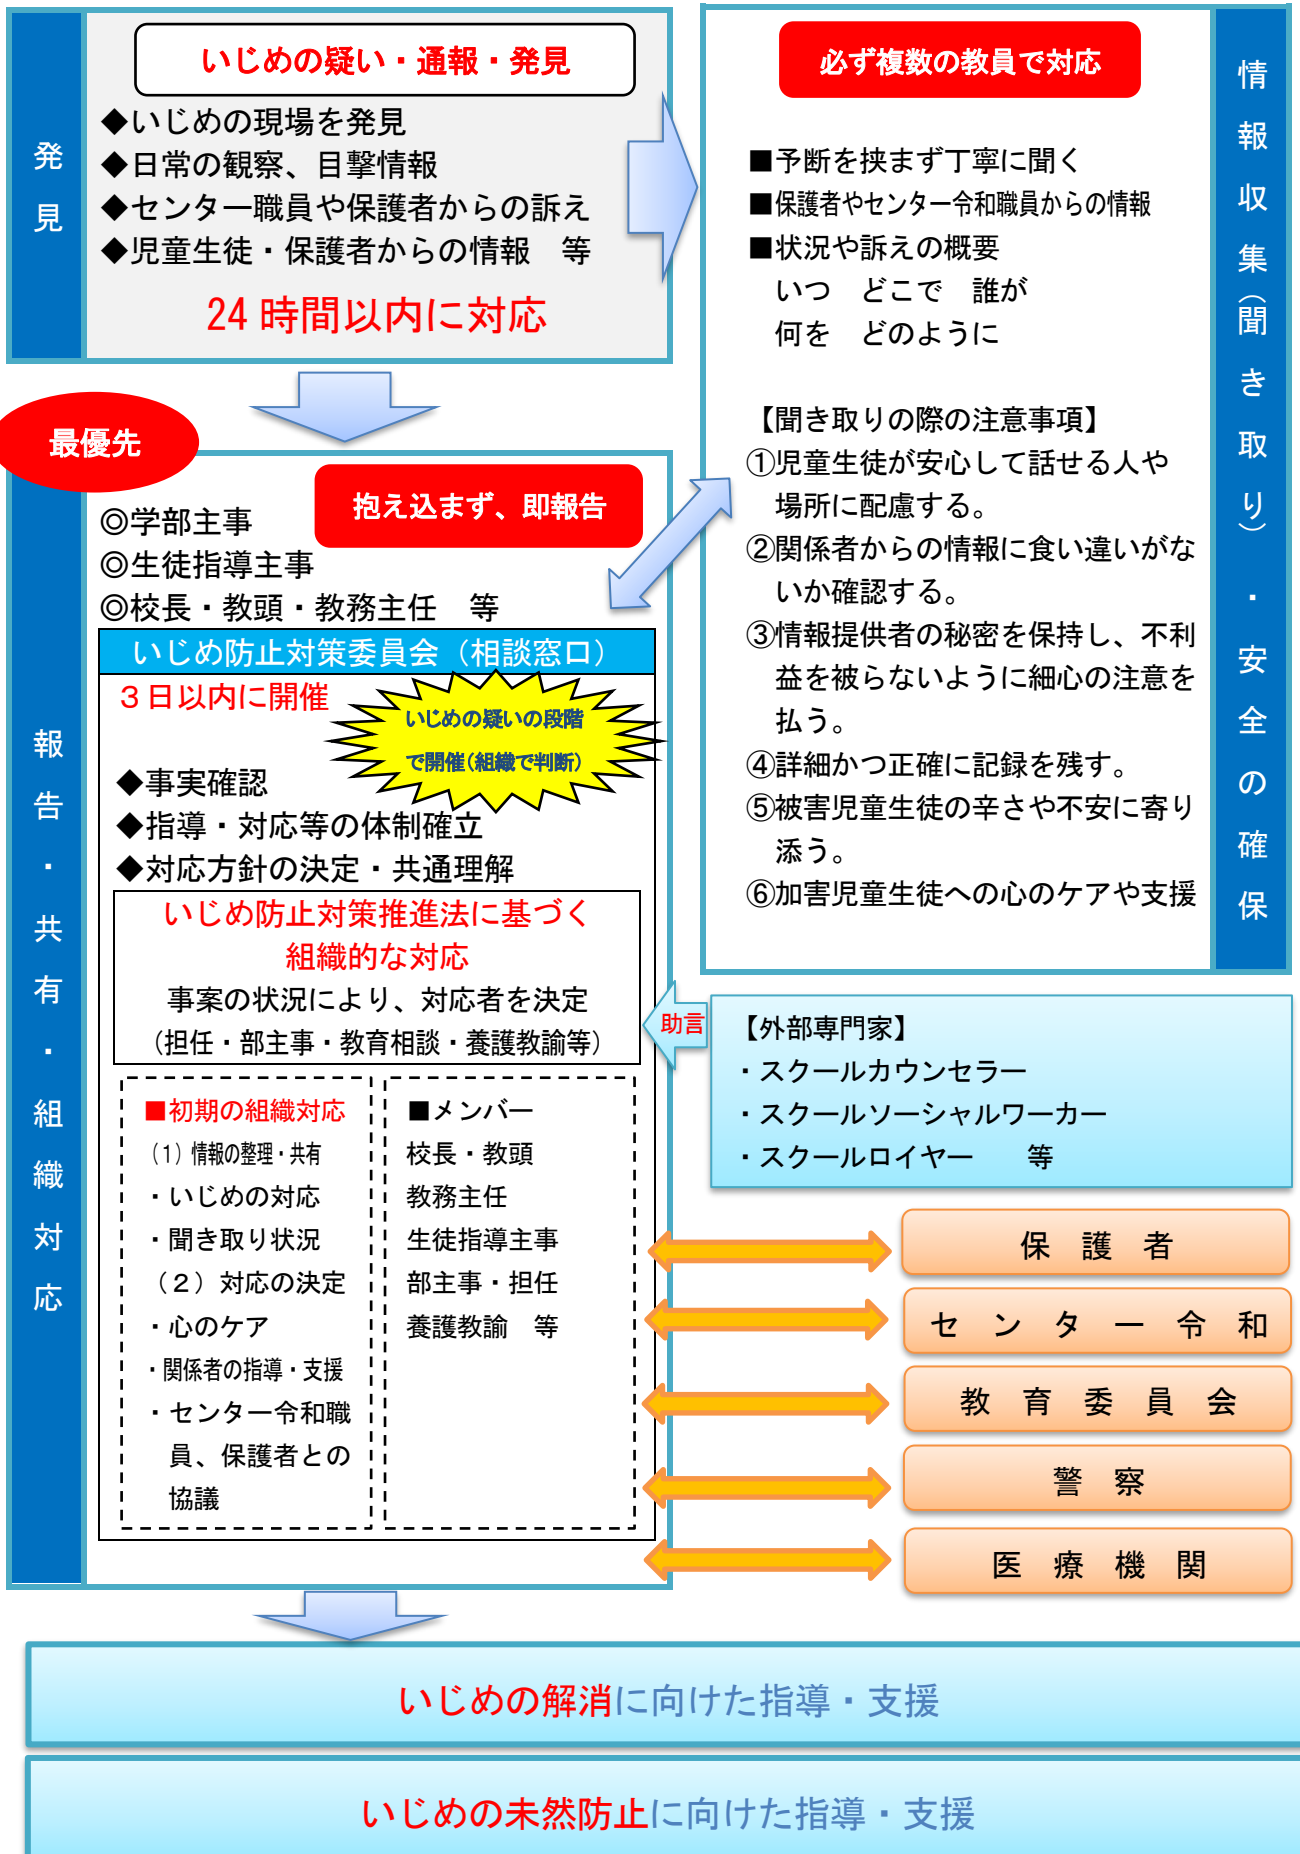 発見
いじめの疑い・通報・発見
◆いじめの現場を発見
◆日常の観察、目撃情報
◆センター職員や保護者からの訴え
◆児童生徒・保護者からの情報　等
24時間以内に対応
情報収集（聞き取り）・安全の確保
必ず複数の教員で対応
■予断を挟まず丁寧に聞く
■保護者やセンター令和職員からの情報
■状況や訴えの概要
いつ　どこで　誰が
何を　どのように
【聞き取りの際の注意事項】
①児童生徒が安心して話せる人や
場所に配慮する。
②関係者からの情報に食い違いがな
いか確認する。
③情報提供者の秘密を保持し、不利
益を被らないように細心の注意を
払う。
④詳細かつ正確に記録を残す。
⑤被害児童生徒の辛さや不安に寄り
添う。
⑥加害児童生徒への心のケアや支援
最優先
報告・共有・組織対応
抱え込まず、即報告
◎学部主事
◎生徒指導主事
◎校長・教頭・教務主任　等
いじめ防止対策委員会（相談窓口）
３日以内に開催
いじめの疑いの段階
で開催(組織で判断)
◆事実確認
◆指導・対応等の体制確立
◆対応方針の決定・共通理解
いじめ防止対策推進法に基づく
組織的な対応
事案の状況により、対応者を決定
（担任・部主事・教育相談・養護教諭等）
■初期の組織対応
（１）情報の整理・共有
・いじめの対応
・聞き取り状況
（２）対応の決定
・心のケア
・関係者の指導・支援
・センター令和職
員、保護者との
協議
■メンバー
校長・教頭
教務主任
生徒指導主事
部主事・担任
養護教諭　等
助言
【外部専門家】
・スクールカウンセラー
・スクールソーシャルワーカー
・スクールロイヤー　　等
保護者
センター令和
教育委員会
警察
医療機関
いじめの解消に向けた指導・支援
いじめの未然防止に向けた指導・支援